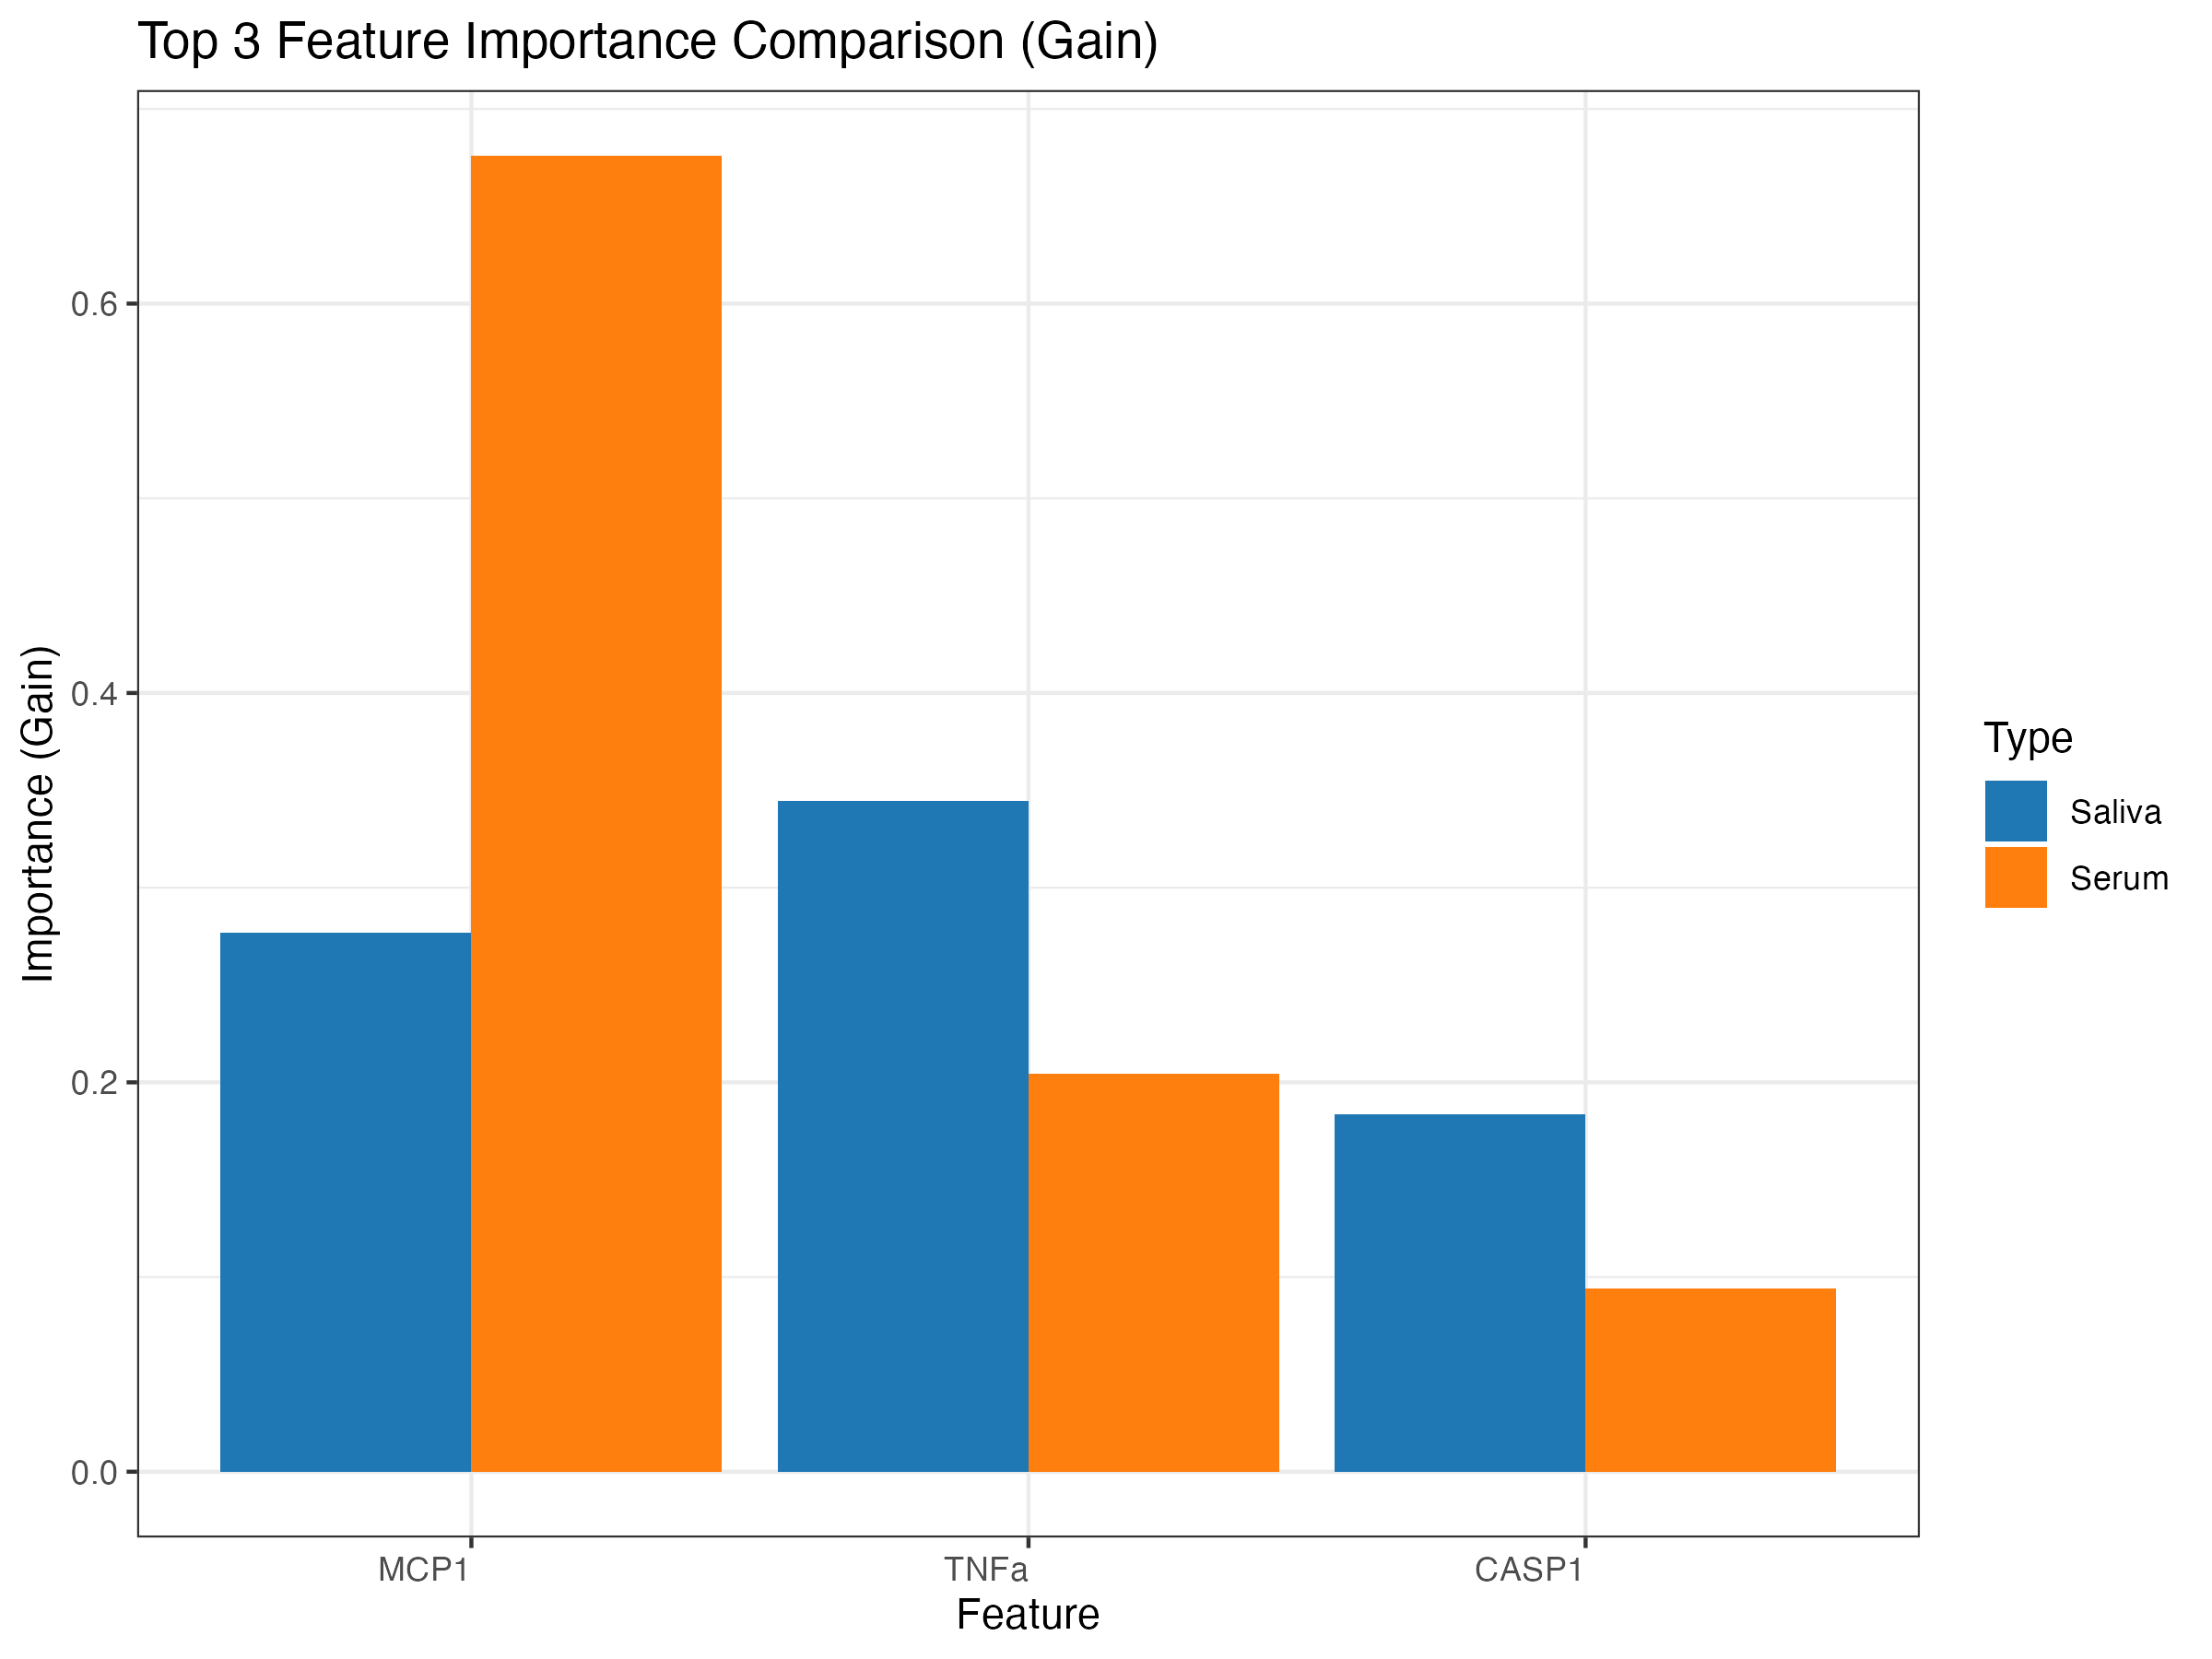 Top 3 Feature Importance Comparison (Gain)
Importance (Gain)
0.6
0.4
0.2
0.0
MCP1
TNFa
CASP1
Feature
Type
Saliva
Serum